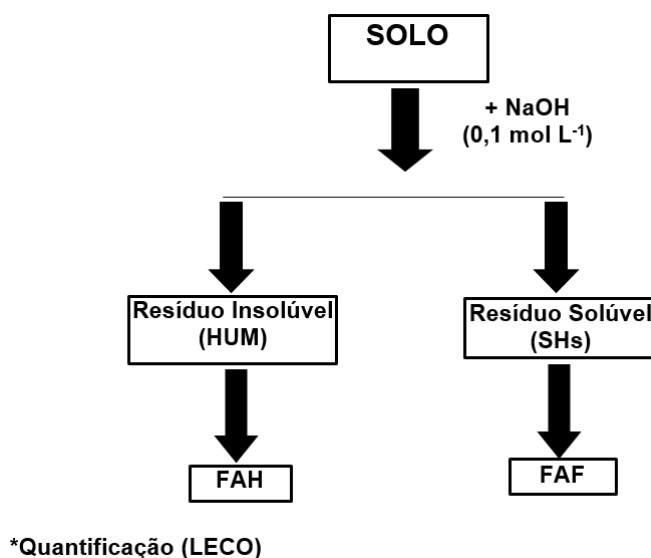 SOLO
+ NaOH
(0,1 mol L⁻¹)
Resíduo Insolúvel
(HUM)
Resíduo Solúvel
(SHs)
FAH
FAF
*Quantificação (LECO)